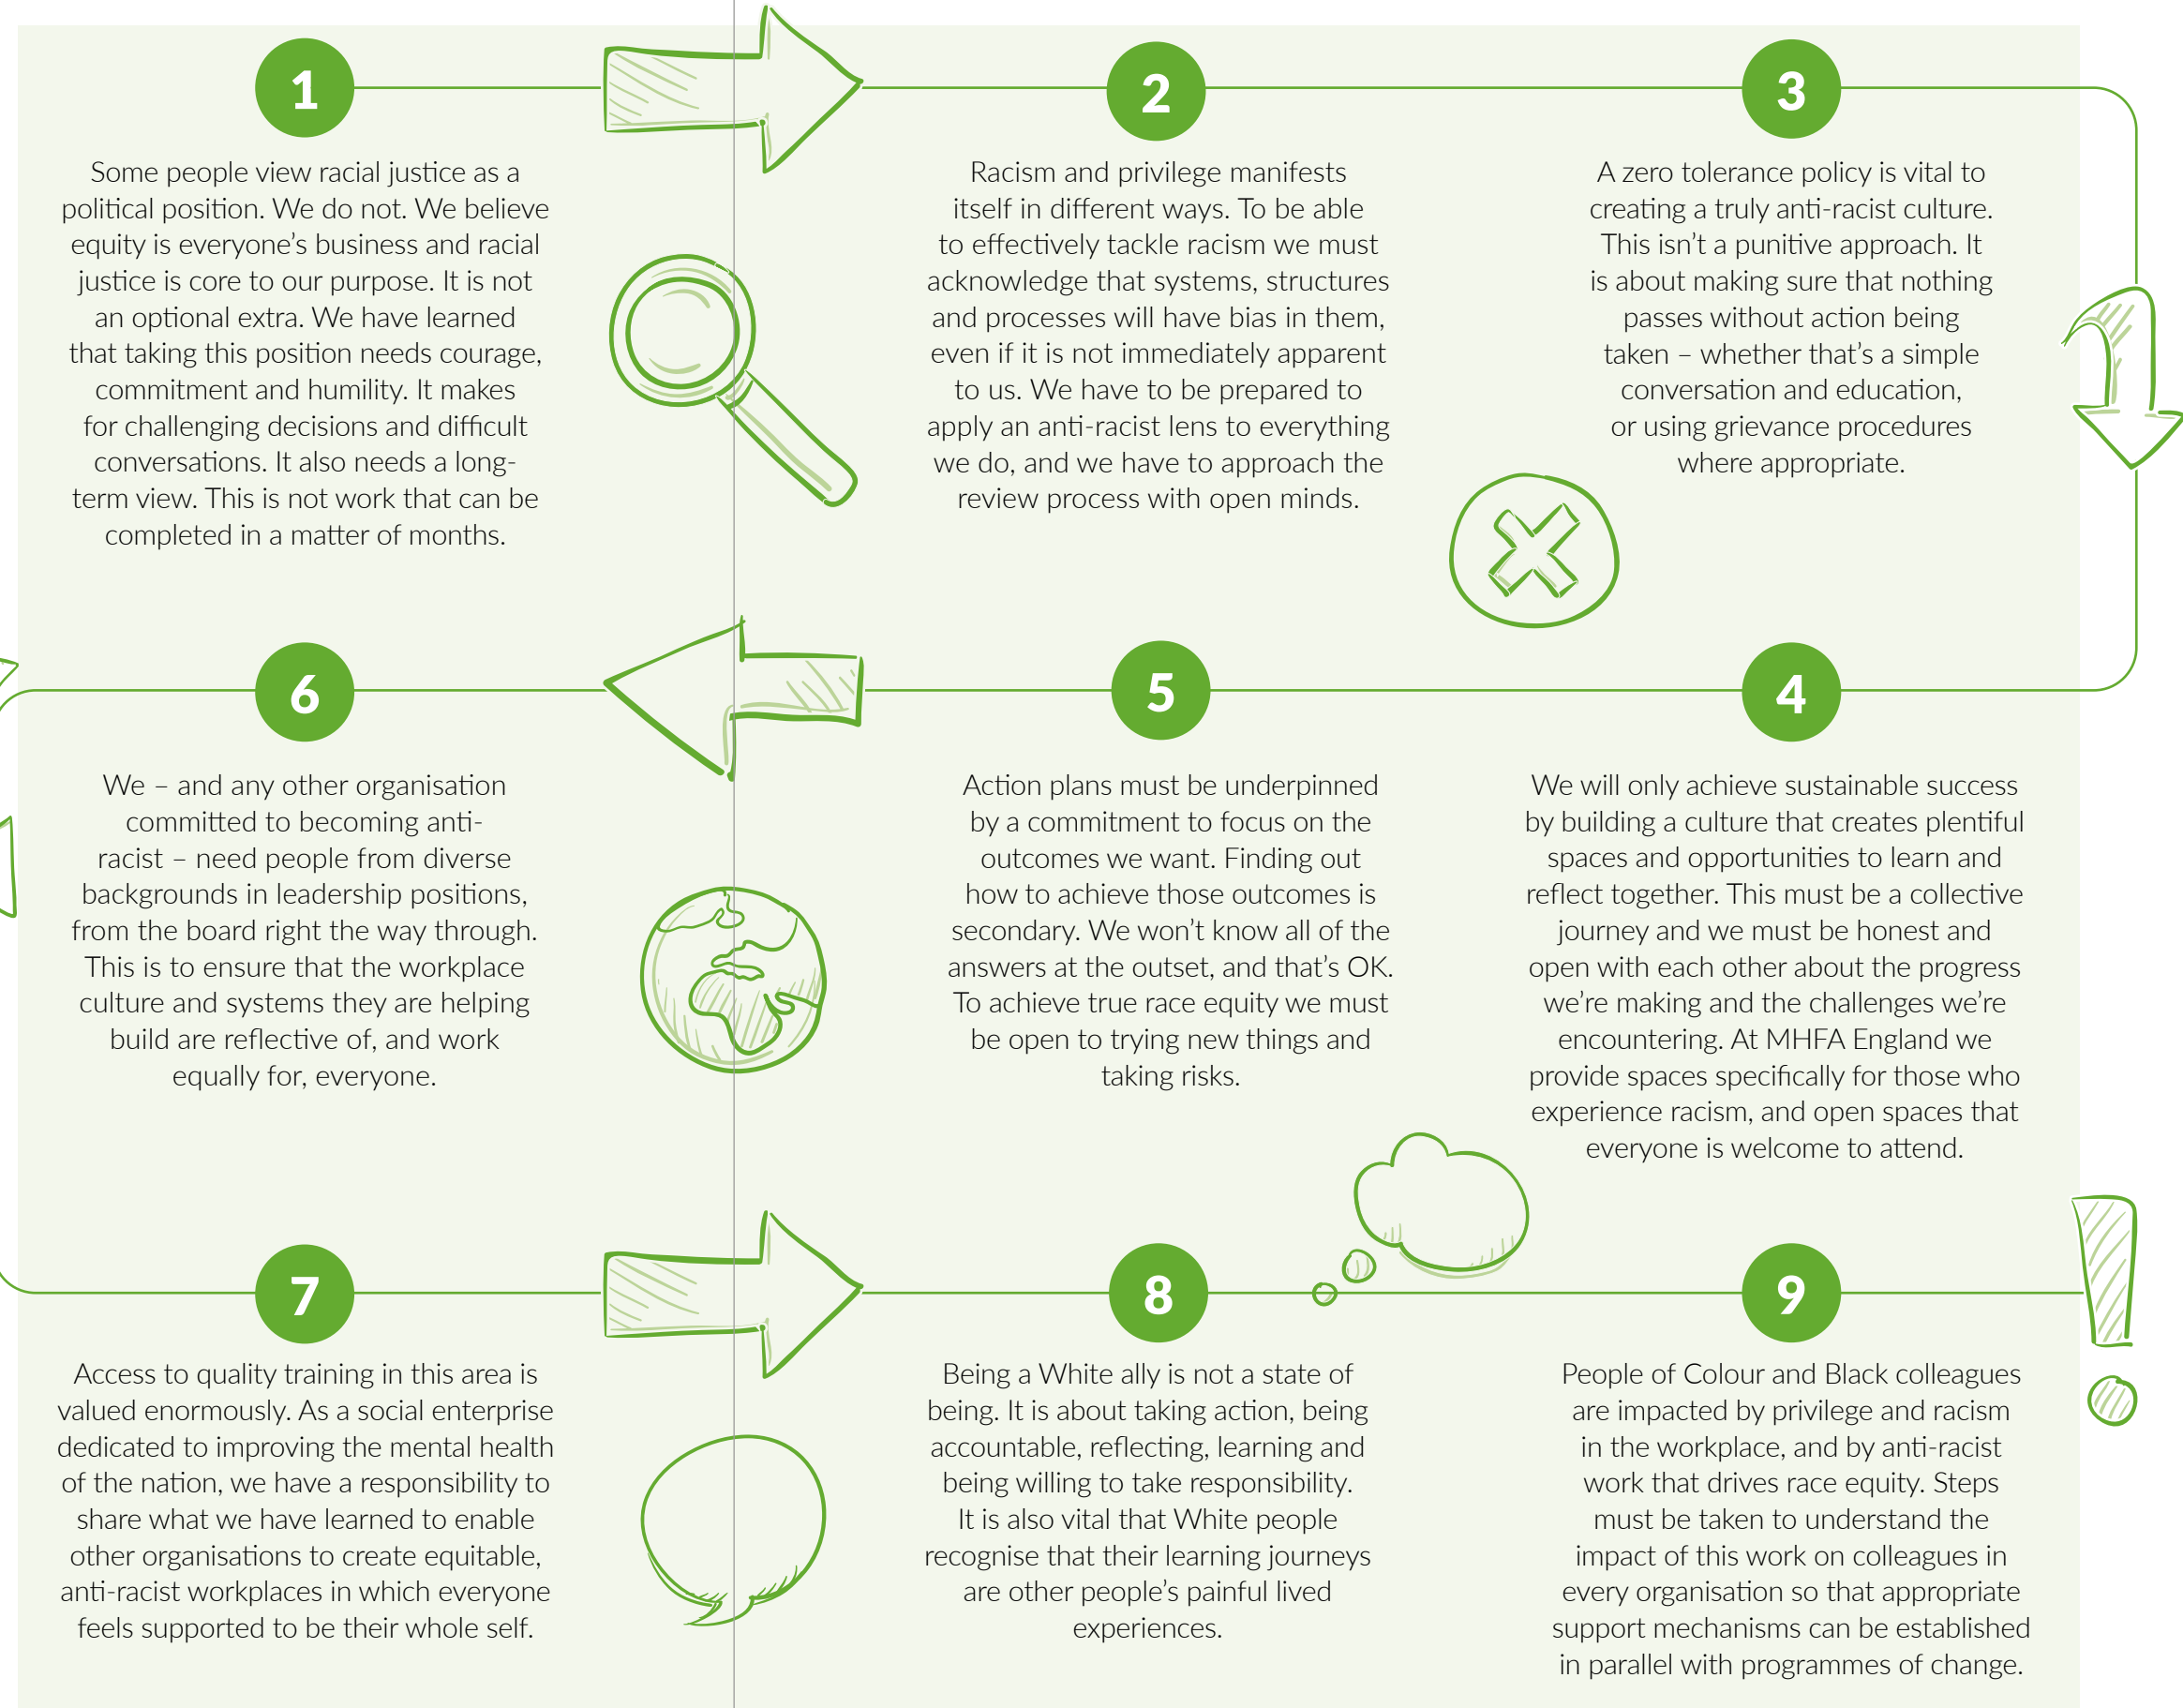 1
Some people view racial justice as a
political position. We do not. We believe
equity is everyone’s business and racial
justice is core to our purpose. It is not
an optional extra. We have learned
that taking this position needs courage,
commitment and humility. It makes
for challenging decisions and difficult
conversations. It also needs a long-
term view. This is not work that can be
completed in a matter of months.
2
Racism and privilege manifests
itself in different ways. To be able
to effectively tackle racism we must
acknowledge that systems, structures
and processes will have bias in them,
even if it is not immediately apparent
to us. We have to be prepared to
apply an anti-racist lens to everything
we do, and we have to approach the
review process with open minds.
3
A zero tolerance policy is vital to
creating a truly anti-racist culture.
This isn’t a punitive approach. It
is about making sure that nothing
passes without action being
taken – whether that’s a simple
conversation and education,
or using grievance procedures
where appropriate.
4
We will only achieve sustainable success
by building a culture that creates plentiful
spaces and opportunities to learn and
reflect together. This must be a collective
journey and we must be honest and
open with each other about the progress
we’re making and the challenges we’re
encountering. At MHFA England we
provide spaces specifically for those who
experience racism, and open spaces that
everyone is welcome to attend.
5
Action plans must be underpinned
by a commitment to focus on the
outcomes we want. Finding out
how to achieve those outcomes is
secondary. We won’t know all of the
answers at the outset, and that’s OK.
To achieve true race equity we must
be open to trying new things and
taking risks.
6
We – and any other organisation
committed to becoming anti-
racist – need people from diverse
backgrounds in leadership positions,
from the board right the way through.
This is to ensure that the workplace
culture and systems they are helping
build are reflective of, and work
equally for, everyone.
7
Access to quality training in this area is
valued enormously. As a social enterprise
dedicated to improving the mental health
of the nation, we have a responsibility to
share what we have learned to enable
other organisations to create equitable,
anti-racist workplaces in which everyone
feels supported to be their whole self.
8
Being a White ally is not a state of
being. It is about taking action, being
accountable, reflecting, learning and
being willing to take responsibility.
It is also vital that White people
recognise that their learning journeys
are other people’s painful lived
experiences.
9
People of Colour and Black colleagues
are impacted by privilege and racism
in the workplace, and by anti-racist
work that drives race equity. Steps
must be taken to understand the
impact of this work on colleagues in
every organisation so that appropriate
support mechanisms can be established
in parallel with programmes of change.